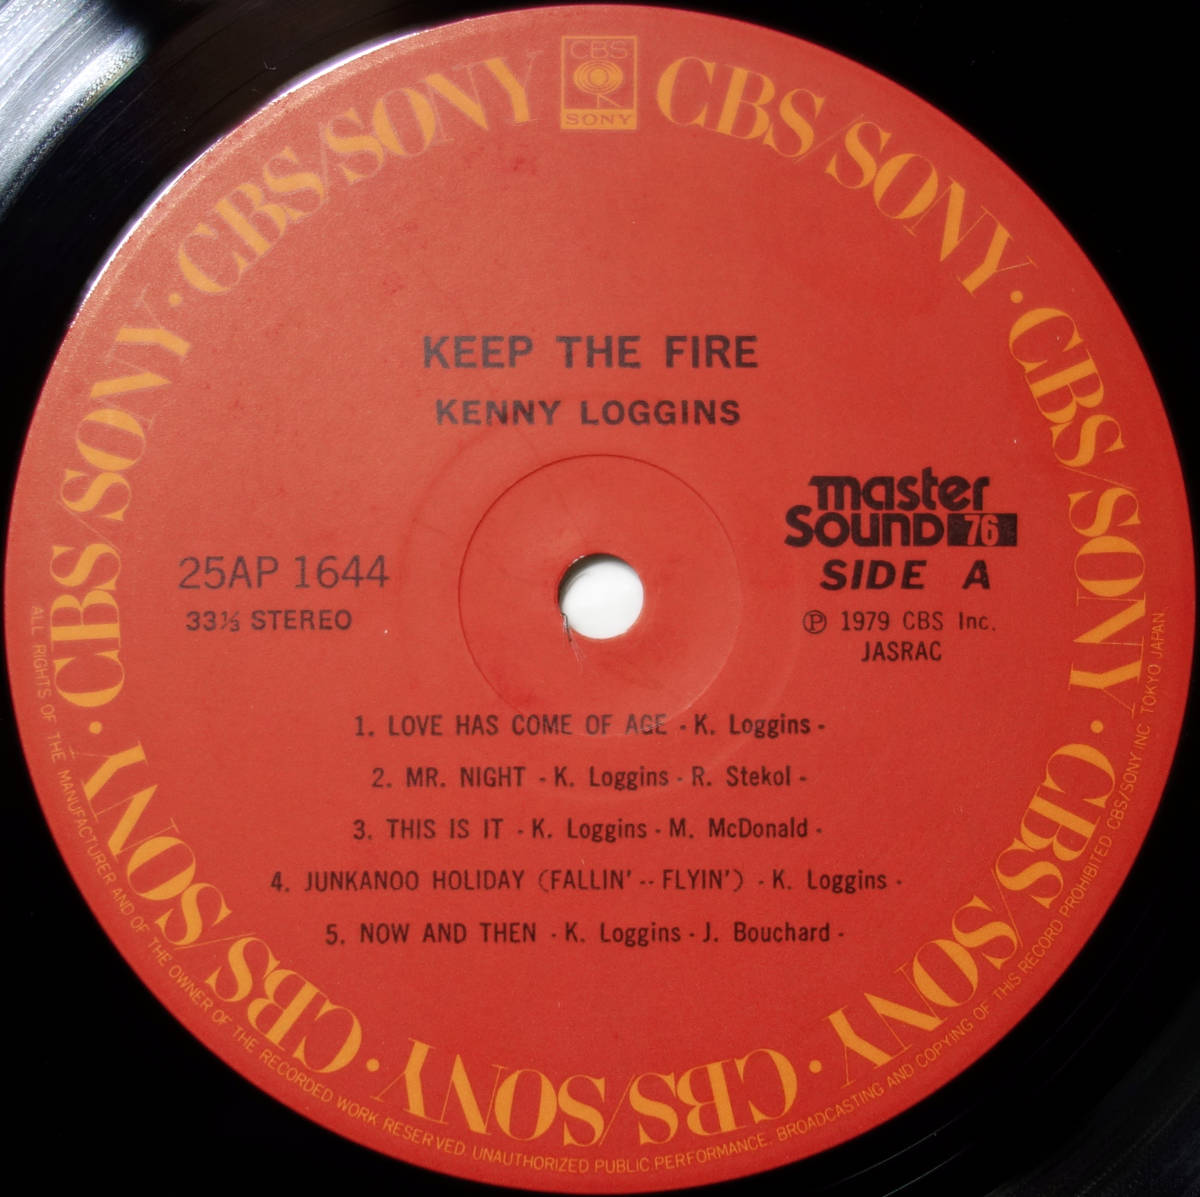 CBS/SONY · CBS/SONY · CBS/SONY · CBS/SONY · CBS/SONY · CBS/SONY · CBS/SONY · CBS/SONY
CBS
SONY
KEEP THE FIRE
KENNY LOGGINS
master
Sound 76
SIDE A
℗ 1979 CBS Inc.
JASRAC
25AP 1644
33⅓ STEREO
1. LOVE HAS COME OF AGE - K. Loggins -
2. MR. NIGHT - K. Loggins - R. Stekol -
3. THIS IS IT - K. Loggins - M. McDonald -
4. JUNKANOO HOLIDAY (FALLIN' -- FLYIN') - K. Loggins -
5. NOW AND THEN - K. Loggins - J. Bouchard -
ALL RIGHTS OF THE MANUFACTURER AND OF THE OWNER OF THE RECORDED WORK RESERVED. UNAUTHORIZED PUBLIC PERFORMANCE, BROADCASTING AND COPYING OF THIS RECORD PROHIBITED. CBS/SONY INC. TOKYO JAPAN